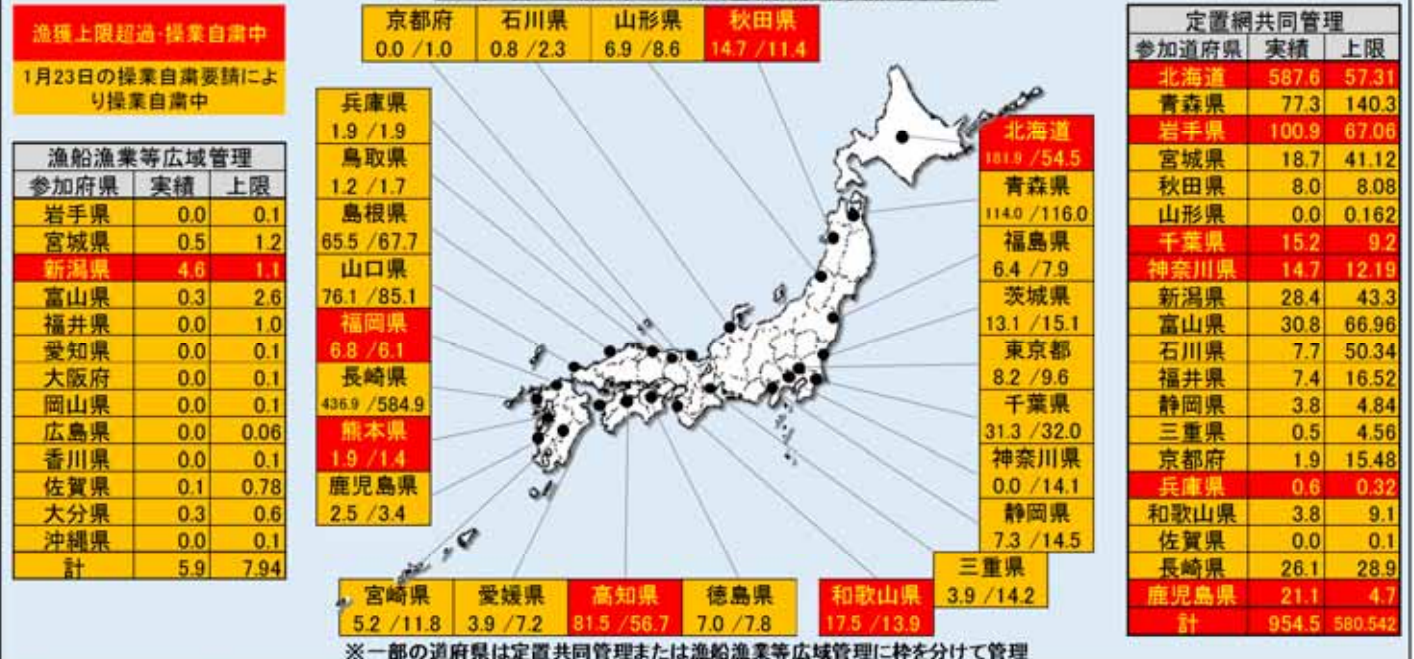 漁獲上限超過・操業自粛中
1月23日の操業自粛要請によ
り操業自粛中
漁船漁業等広域管理
参加府県 実績 上限
岩手県 0.0 0.1
宮城県 0.5 1.2
新潟県 4.6 1.1
富山県 0.3 2.6
福井県 0.0 1.0
愛知県 0.0 0.1
大阪府 0.0 0.1
岡山県 0.0 0.1
広島県 0.0 0.06
香川県 0.0 0.1
佐賀県 0.1 0.78
大分県 0.3 0.6
沖縄県 0.0 0.1
計 5.9 7.94
京都府 石川県 山形県 秋田県
0.0 /1.0 0.8 /2.3 6.9 /8.6 14.7 /11.4
兵庫県
1.9 /1.9
鳥取県
1.2 /1.7
島根県
65.5 /67.7
山口県
76.1 /85.1
福岡県
6.8 /6.1
長崎県
436.9 /584.9
熊本県
1.9 /1.4
鹿児島県
2.5 /3.4
北海道
181.9 /54.5
青森県
114.0 /116.0
福島県
6.4 /7.9
茨城県
13.1 /15.1
東京都
8.2 /9.6
千葉県
31.3 /32.0
神奈川県
0.0 /14.1
静岡県
7.3 /14.5
三重県
3.9 /14.2
宮崎県 愛媛県 高知県 徳島県 和歌山県
5.2 /11.8 3.9 /7.2 81.5 /56.7 7.0 /7.8 17.5 /13.9
※一部の道府県は定置共同管理または漁船漁業等広域管理に枠を分けて管理
定置網共同管理
参加道府県 実績 上限
北海道 587.6 57.31
青森県 77.3 140.3
岩手県 100.9 67.06
宮城県 18.7 41.12
秋田県 8.0 8.08
山形県 0.0 0.162
千葉県 15.2 9.2
神奈川県 14.7 12.19
新潟県 28.4 43.3
富山県 30.8 66.96
石川県 7.7 50.34
福井県 7.4 16.52
静岡県 3.8 4.84
三重県 0.5 4.56
京都府 1.9 15.48
兵庫県 0.6 0.32
和歌山県 3.8 9.1
佐賀県 0.0 0.1
長崎県 26.1 28.9
鹿児島県 21.1 4.7
計 954.5 580.542